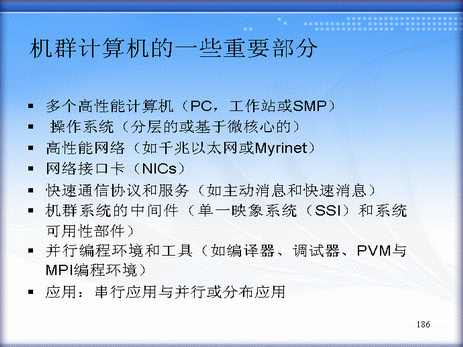 机群计算机的一些重要部分
▪ 多个高性能计算机（PC，工作站或SMP）
▪ 操作系统（分层的或基于微核心的）
▪ 高性能网络（如千兆以太网或Myrinet）
▪ 网络接口卡（NICs）
▪ 快速通信协议和服务（如主动消息和快速消息）
▪ 机群系统的中间件（单一映象系统（SSI）和系统
可用性部件）
▪ 并行编程环境和工具（如编译器、调试器、PVM与
MPI编程环境）
▪ 应用：串行应用与并行或分布应用
186